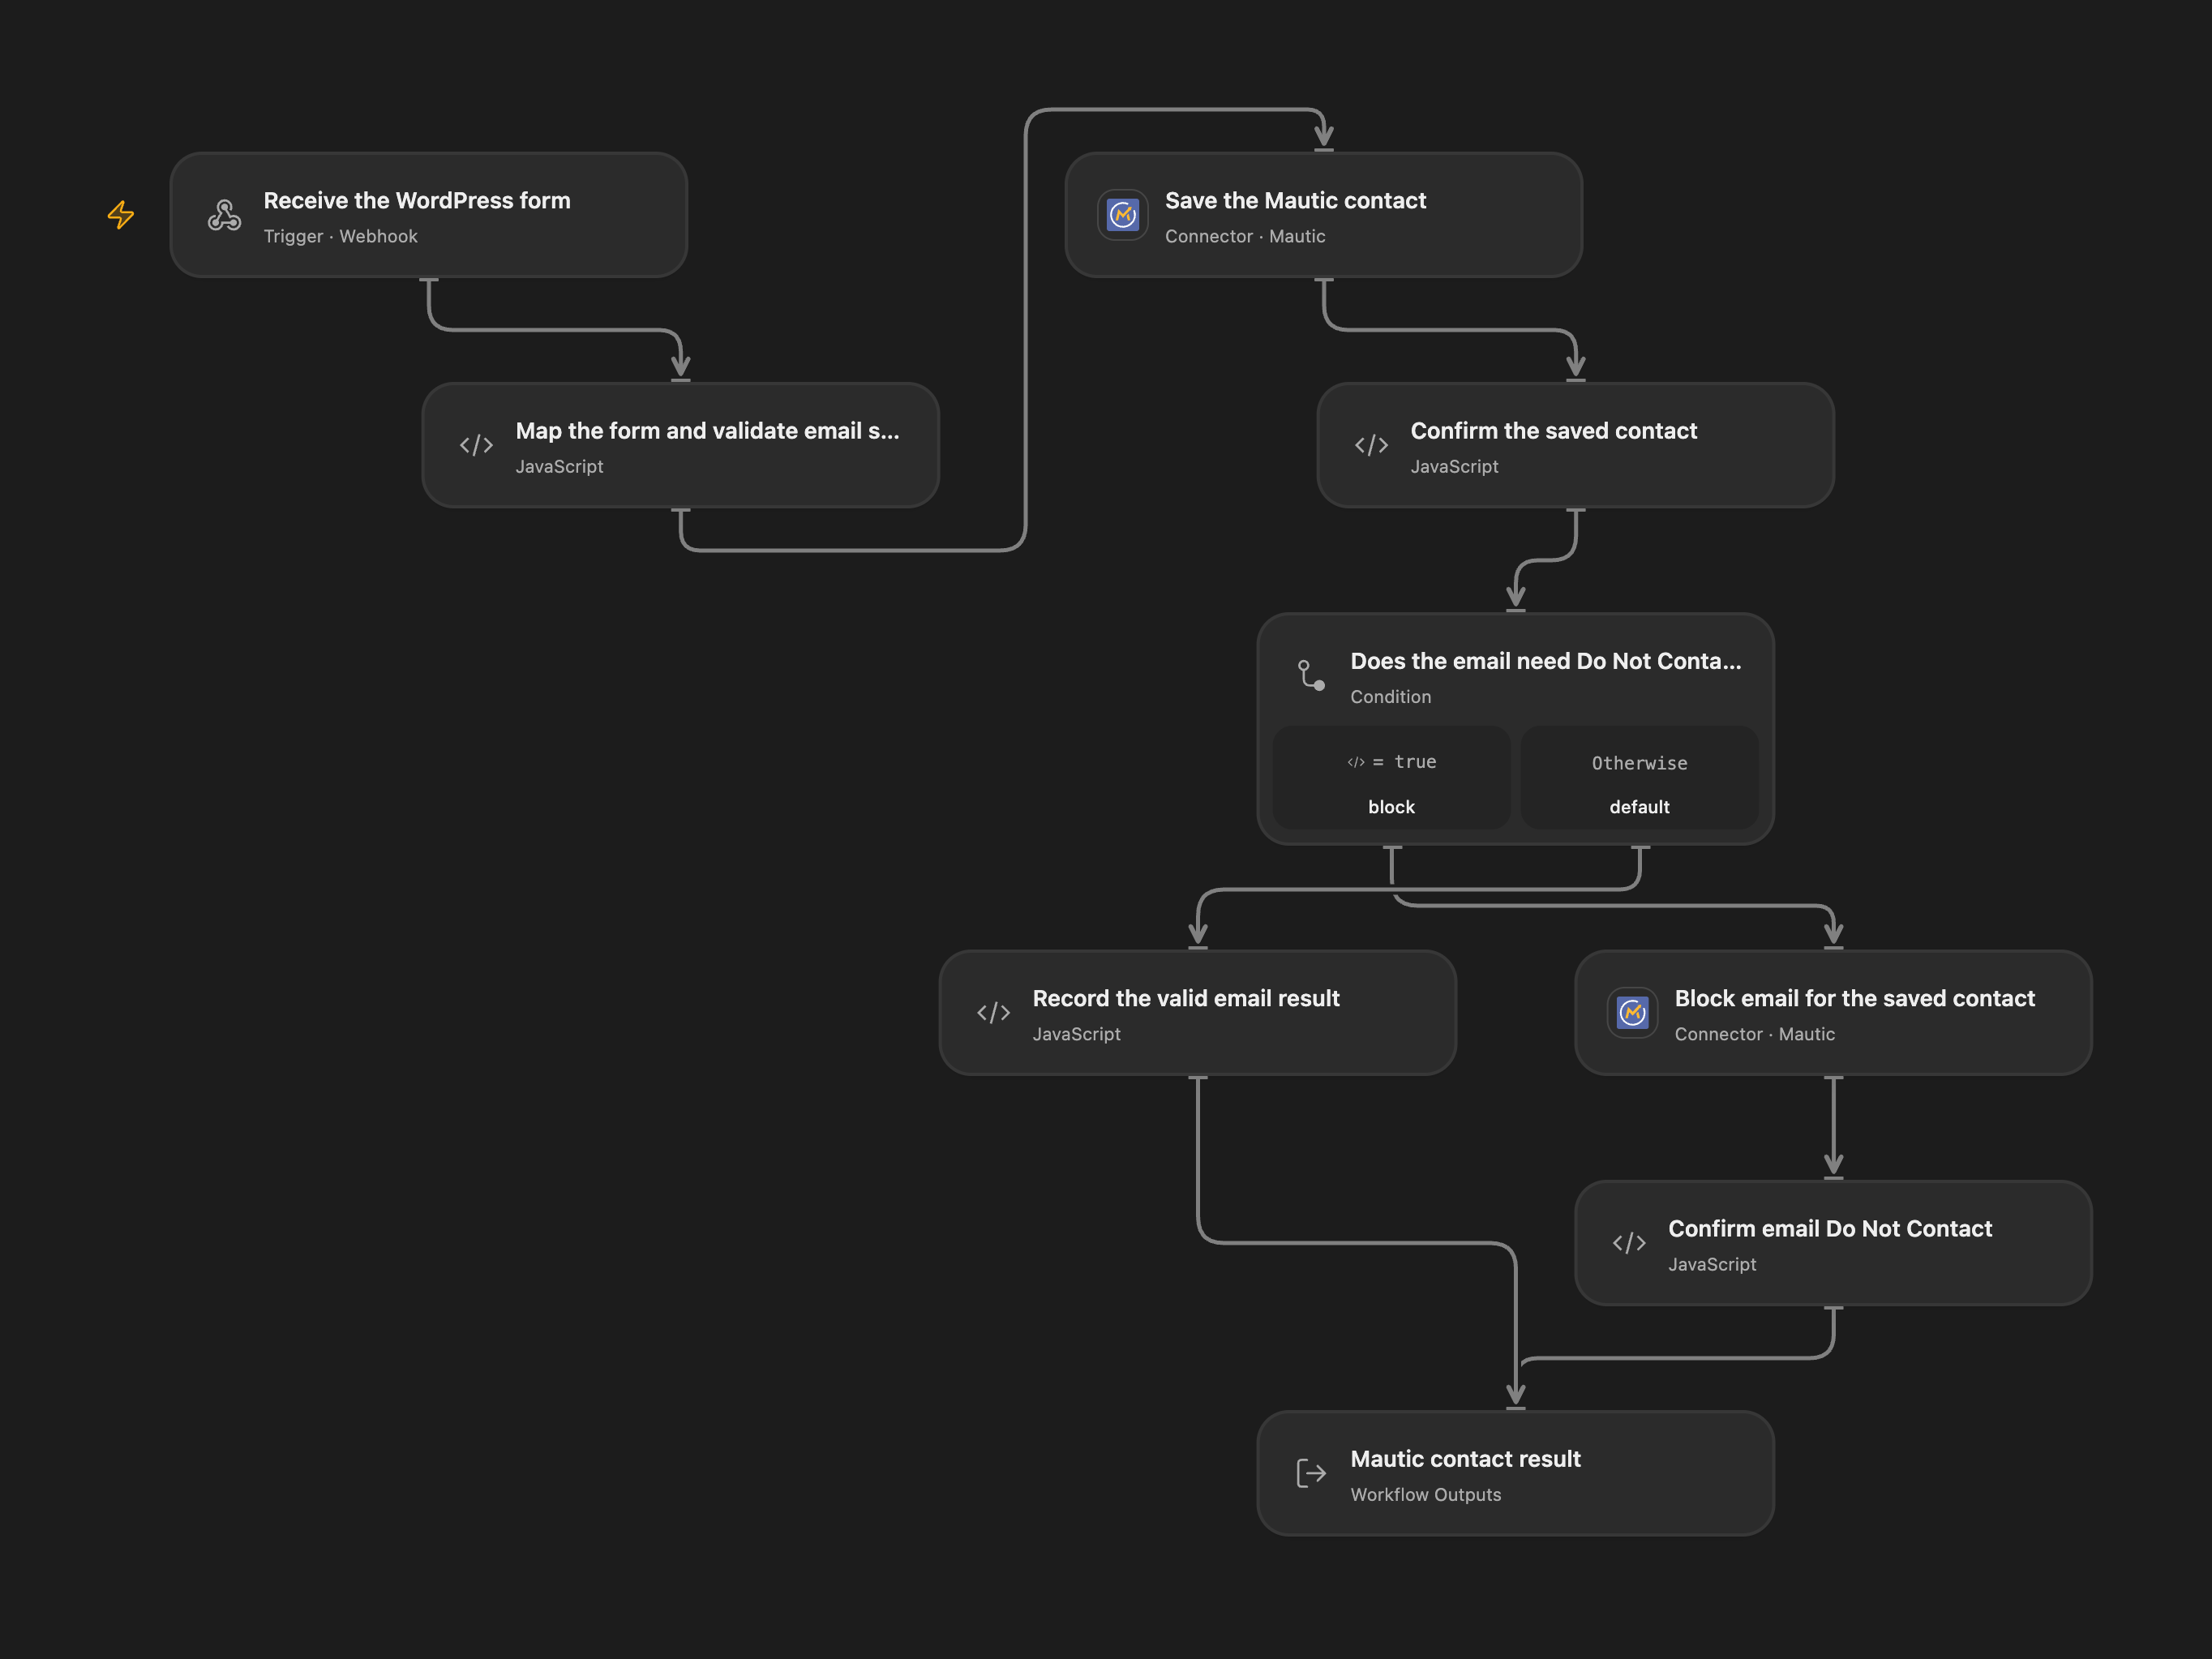 Receive the WordPress form
Trigger · Webhook
Map the form and validate email s...
JavaScript
Save the Mautic contact
Connector · Mautic
Confirm the saved contact
JavaScript
Does the email need Do Not Conta...
Condition
</> = true
block
Otherwise
default
Record the valid email result
JavaScript
Block email for the saved contact
Connector · Mautic
Confirm email Do Not Contact
JavaScript
Mautic contact result
Workflow Outputs